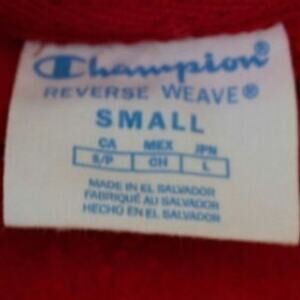 Champion®
REVERSE WEAVE®
SMALL
CA MEX JPN
S/P CH L
MADE IN EL SALVADOR
FABRIQUÉ AU SALVADOR
HECHO EN EL SALVADOR